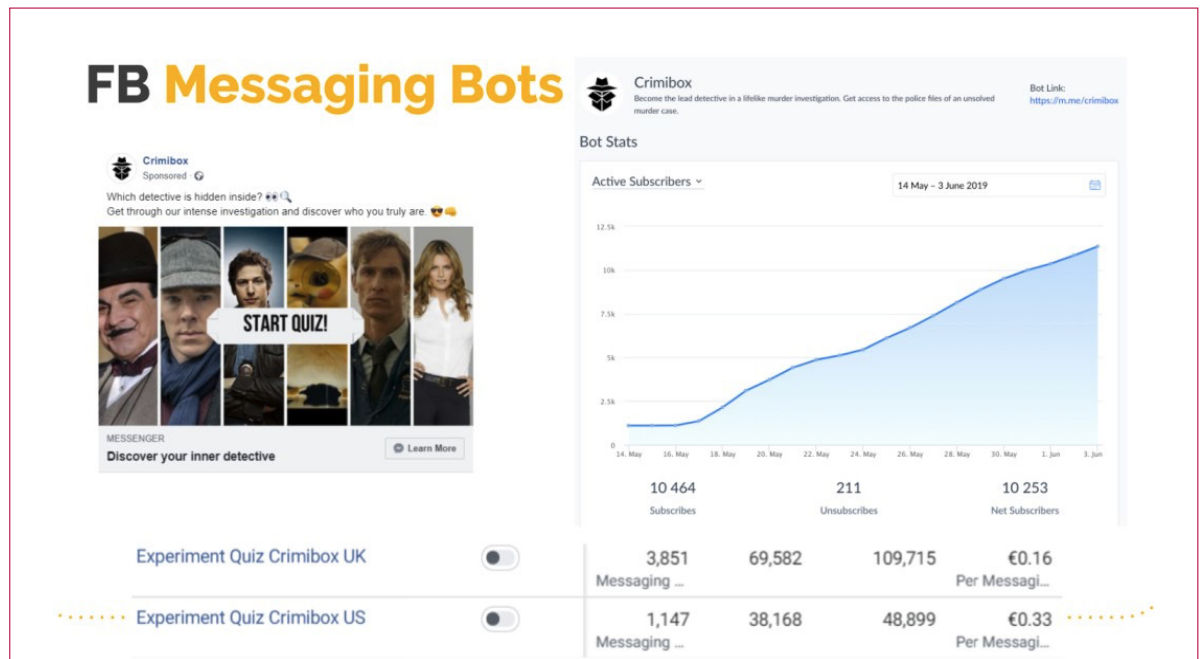 FB Messaging Bots
Crimibox
Sponsored ·
Which detective is hidden inside? 👀🔍
Get through our intense investigation and discover who you truly are. 😎👊
START QUIZ!
MESSENGER
Discover your inner detective
Learn More
Crimibox
Become the lead detective in a lifelike murder investigation. Get access to the police files of an unsolved
murder case.
Bot Link:
https://m.me/crimibox
Bot Stats
Active Subscribers
14 May – 3 June 2019
12.5k
10k
7.5k
5k
2.5k
0
14. May 16. May 18. May 20. May 22. May 24. May 26. May 28. May 30. May 1. Jun 3. Jun
10 464 211 10 253
Subscribes Unsubscribes Net Subscribers
Experiment Quiz Crimibox UK 3,851 69,582 109,715 €0.16
Messaging ... Per Messagi...
Experiment Quiz Crimibox US 1,147 38,168 48,899 €0.33
Messaging ... Per Messagi...